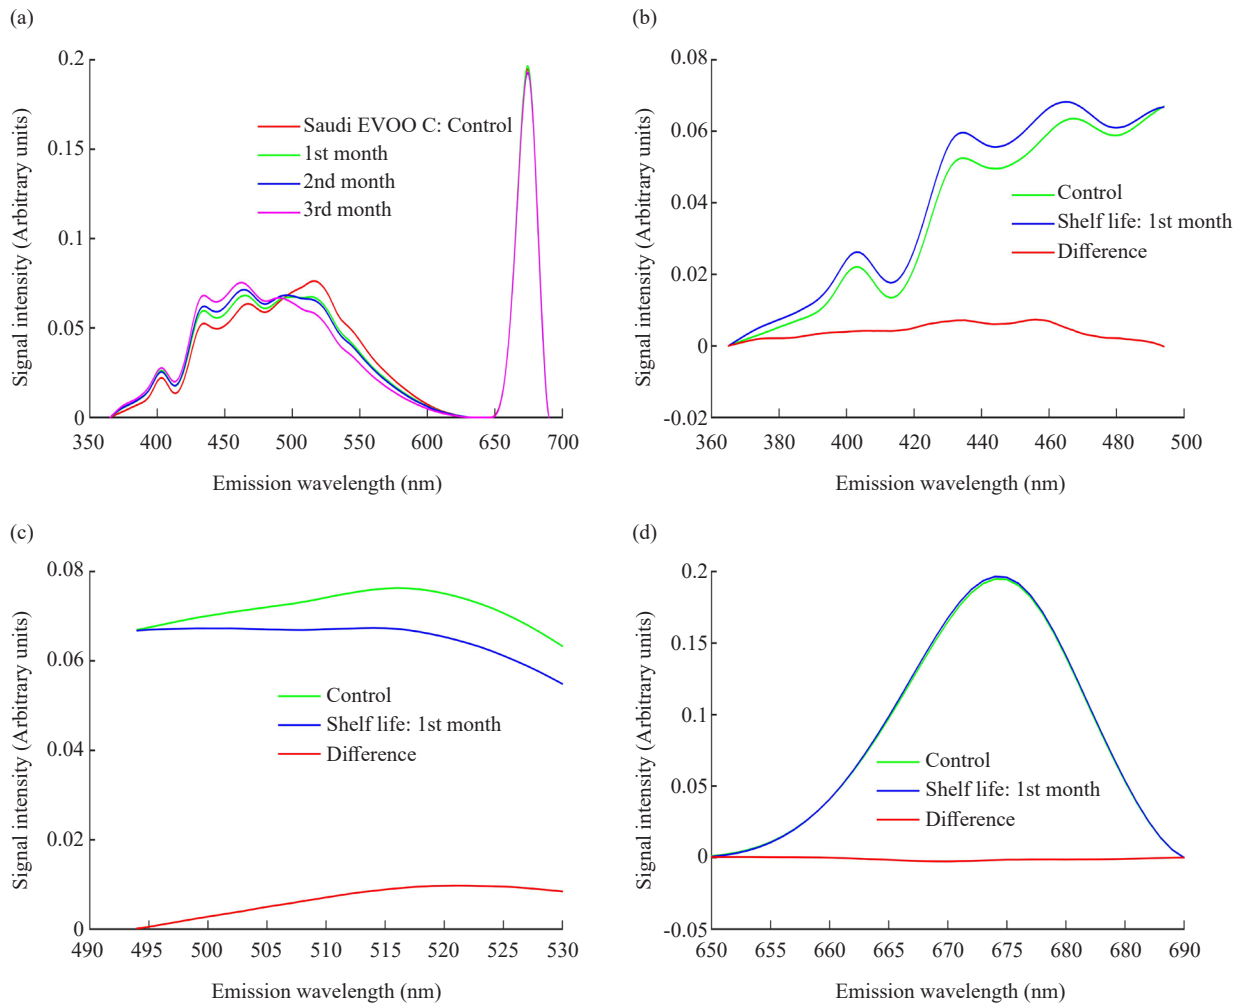 (a)
Signal intensity (Arbitrary units)
0.2
0.15
0.1
0.05
0
Saudi EVOO C: Control
1st month
2nd month
3rd month
350 400 450 500 550 600 650 700
Emission wavelength (nm)
(b)
Signal intensity (Arbitrary units)
0.08
0.06
0.04
0.02
0
-0.02
Control
Shelf life: 1st month
Difference
360 380 400 420 440 460 480 500
Emission wavelength (nm)
(c)
Signal intensity (Arbitrary units)
0.08
0.06
0.04
0.02
0
Control
Shelf life: 1st month
Difference
490 495 500 505 510 515 520 525 530
Emission wavelength (nm)
(d)
Signal intensity (Arbitrary units)
0.2
0.15
0.1
0.05
0
-0.05
Control
Shelf life: 1st month
Difference
650 655 660 665 670 675 680 680 690
Emission wavelength (nm)